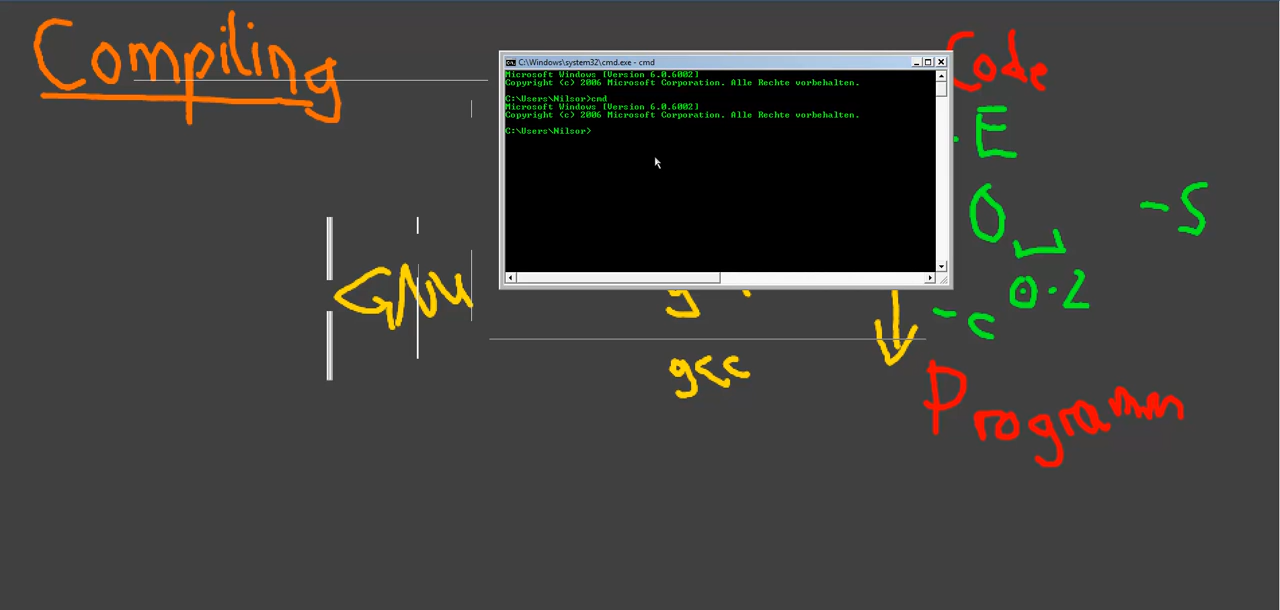 Compiling
C:\Windows\system32\cmd.exe - cmd
Microsoft Windows [Version 6.0.6002]
Copyright (c) 2006 Microsoft Corporation. Alle Rechte vorbehalten.
C:\Users\Nilsor>cmd
Microsoft Windows [Version 6.0.6002]
Copyright (c) 2006 Microsoft Corporation. Alle Rechte vorbehalten.
C:\Users\Nilsor>
Code
E
O
-S
0.2
-c
gcc
Programm